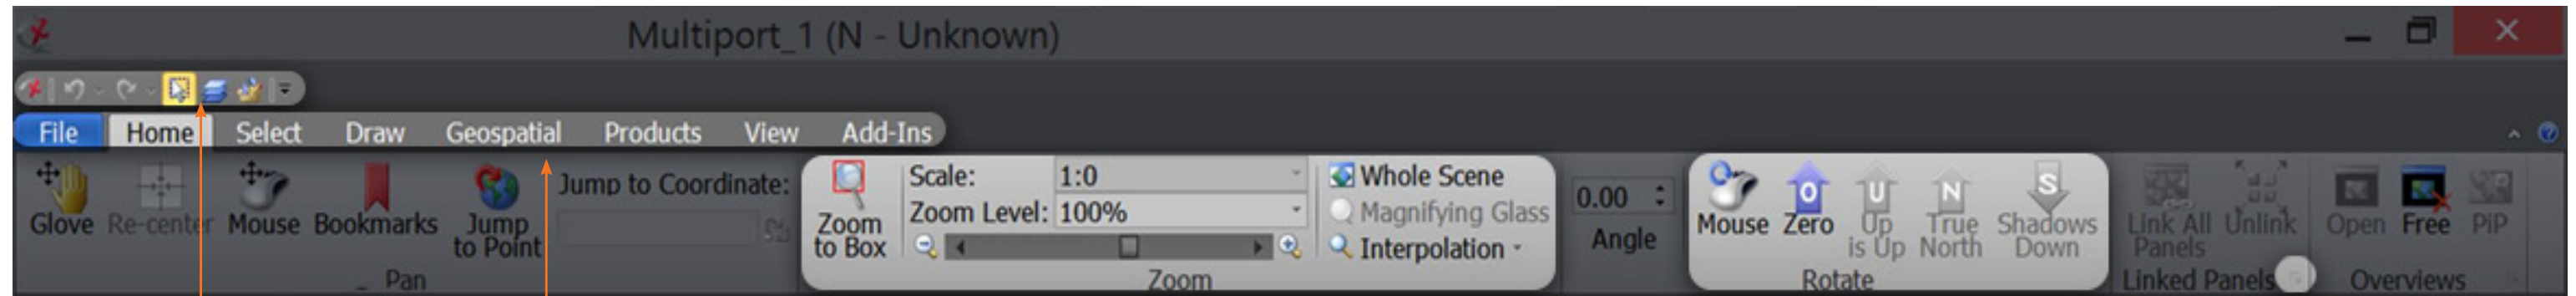 Multiport_1 (N - Unknown)
File Home Select Draw Geospatial Products View Add-Ins
Glove
Re-center
Mouse
Bookmarks
Jump
to Point
Jump to Coordinate:
Pan
Zoom
to Box
Scale: 1:0
Zoom Level: 100%
Whole Scene
Magnifying Glass
Interpolation
Zoom
0.00
Angle
Mouse
O
Zero
U
Up
is Up
N
True
North
S
Shadows
Down
Rotate
Link All
Panels
Unlink
Linked Panels
Open
Free
PiP
Overviews